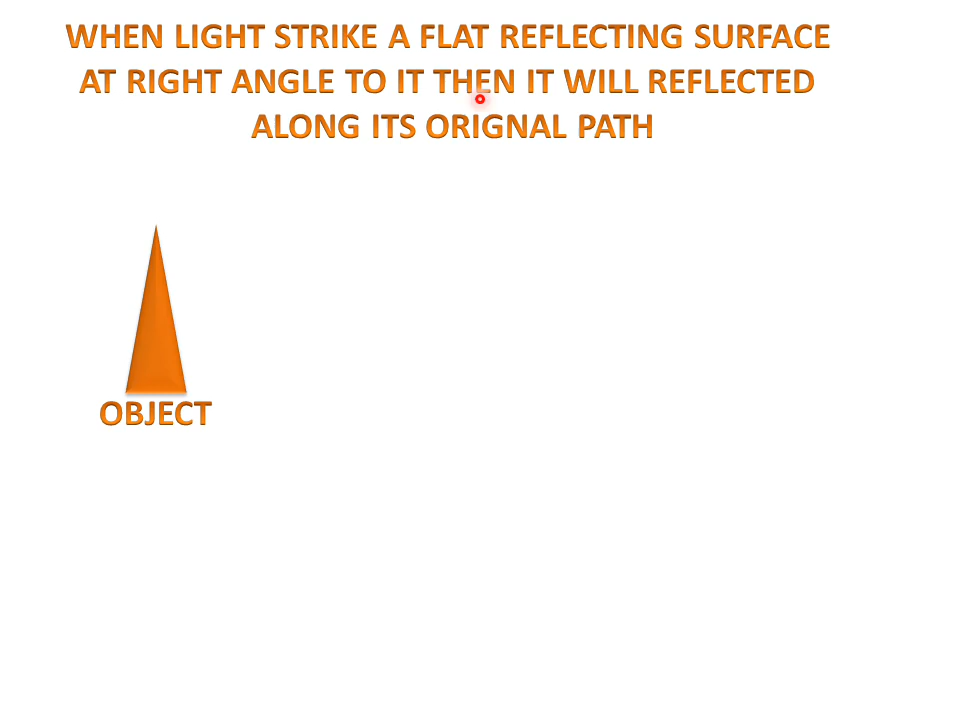 WHEN LIGHT STRIKE A FLAT REFLECTING SURFACE
AT RIGHT ANGLE TO IT THEN IT WILL REFLECTED
ALONG ITS ORIGNAL PATH
OBJECT